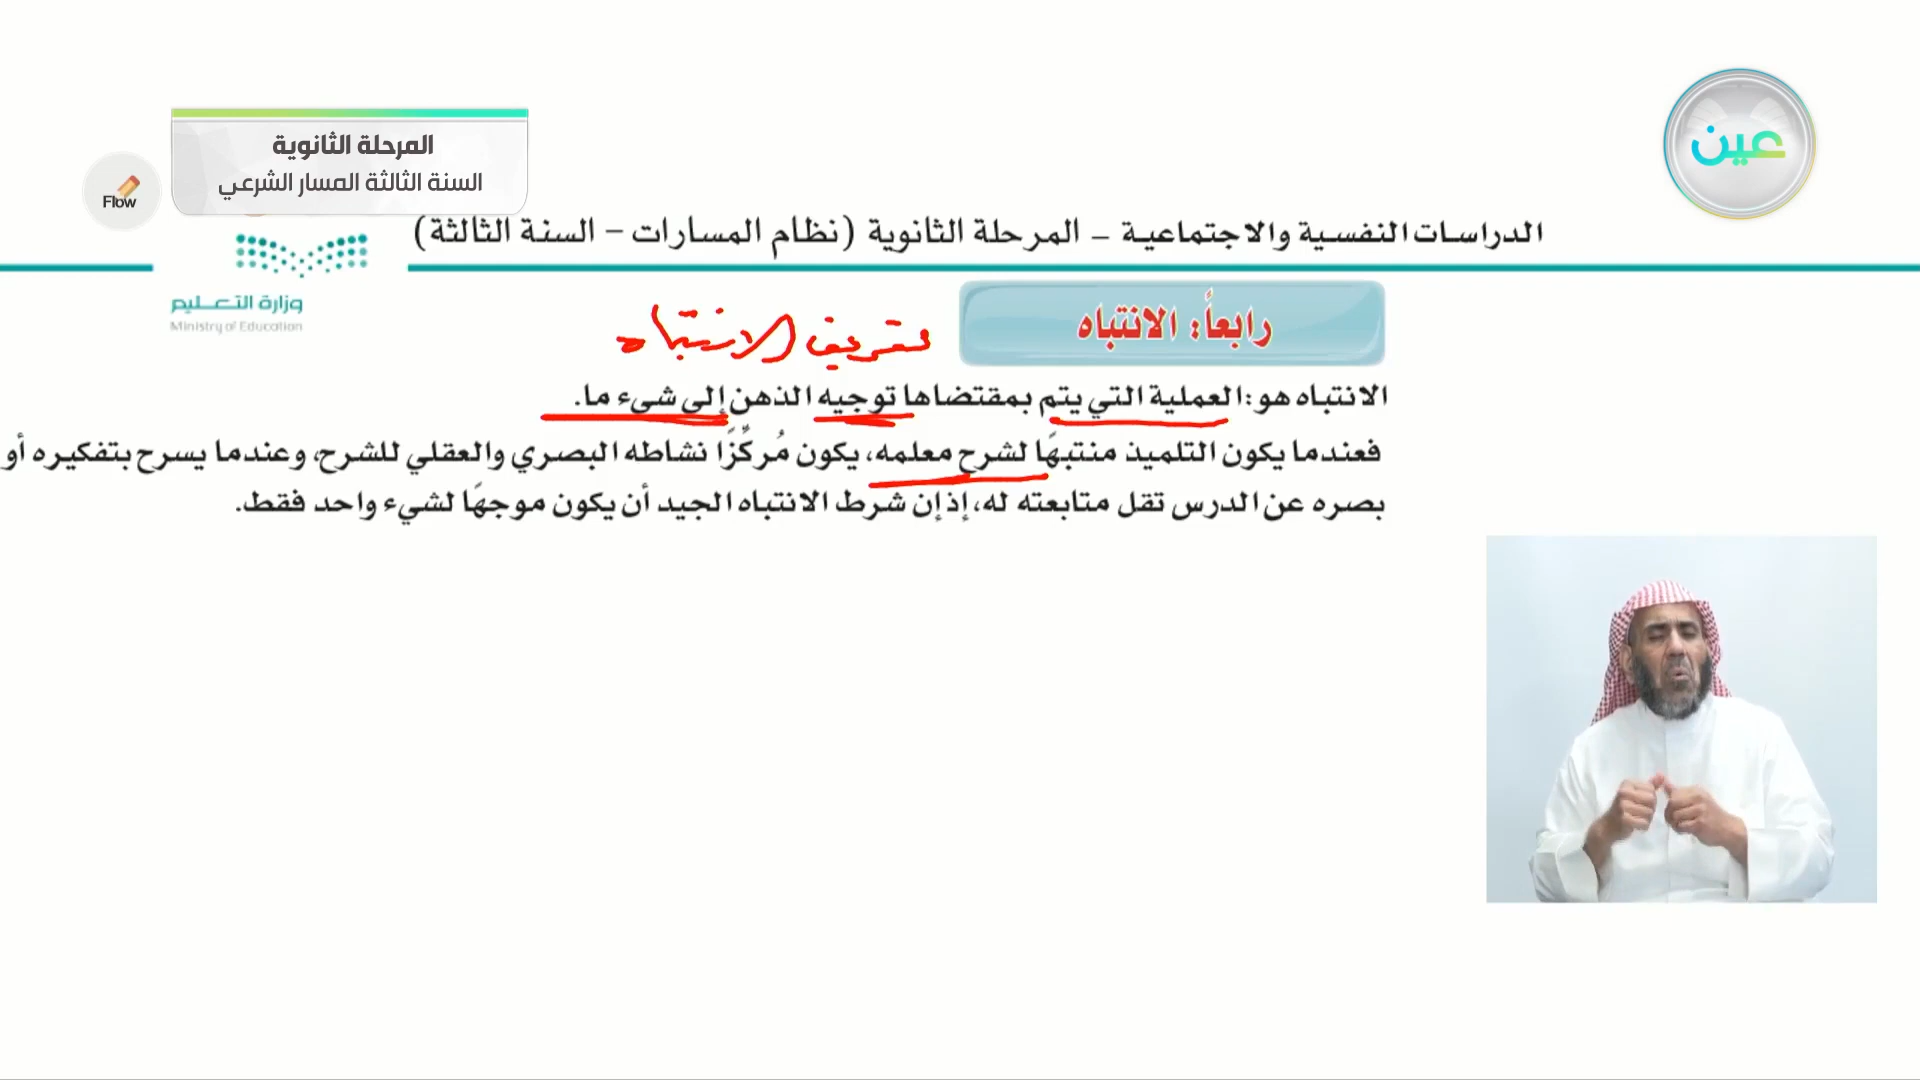 عين
المرحلة الثانوية
السنة الثالثة المسار الشرعي
Flow
الدراسات النفسية والاجتماعية – المرحلة الثانوية (نظام المسارات – السنة الثالثة)
وزارة التعليم
Ministry of Education
رابعاً: الانتباه
تعريف الانتباه
الانتباه هو: العملية التي يتم بمقتضاها توجيه الذهن إلى شيء ما.
فعندما يكون التلميذ منتبهًا لشرح معلمه، يكون مُركِّزًا نشاطه البصري والعقلي للشرح، وعندما يسرح بتفكيره أو
بصره عن الدرس تقل متابعته له، إذ إن شرط الانتباه الجيد أن يكون موجهًا لشيء واحد فقط.